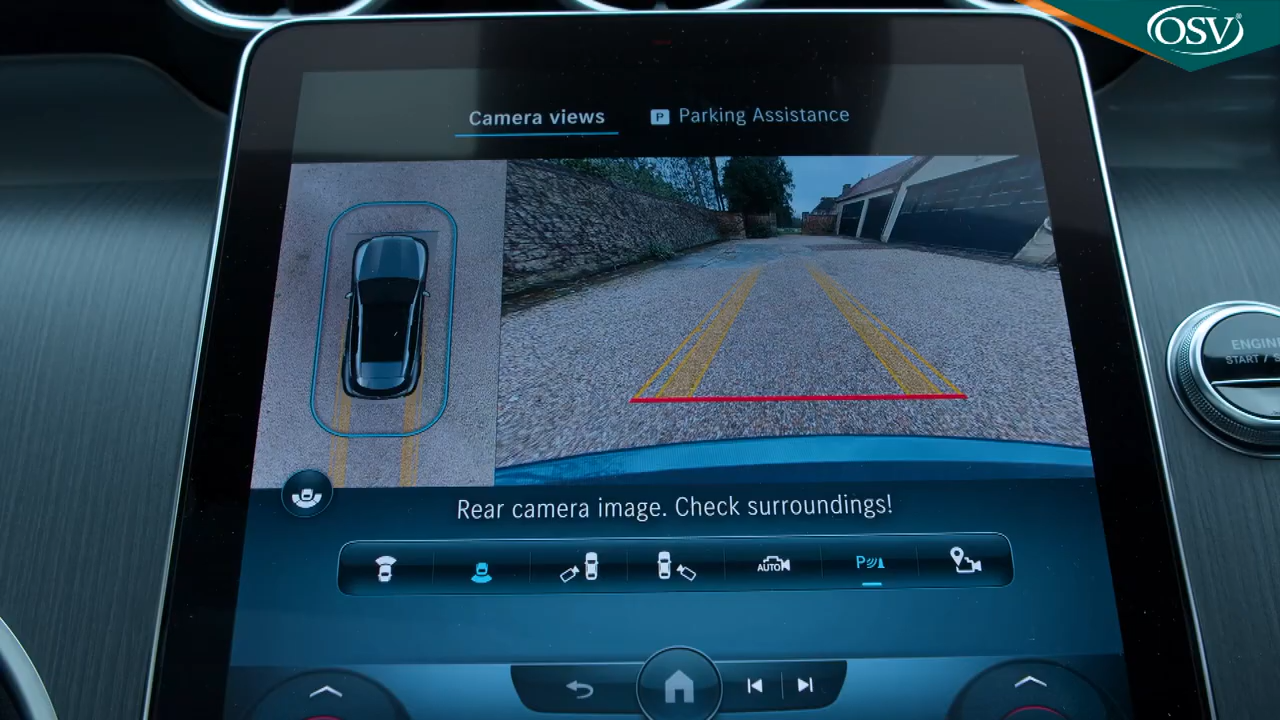 OSV®
Camera views
P Parking Assistance
ENGINE
START / S
Rear camera image. Check surroundings!
AUTO
P